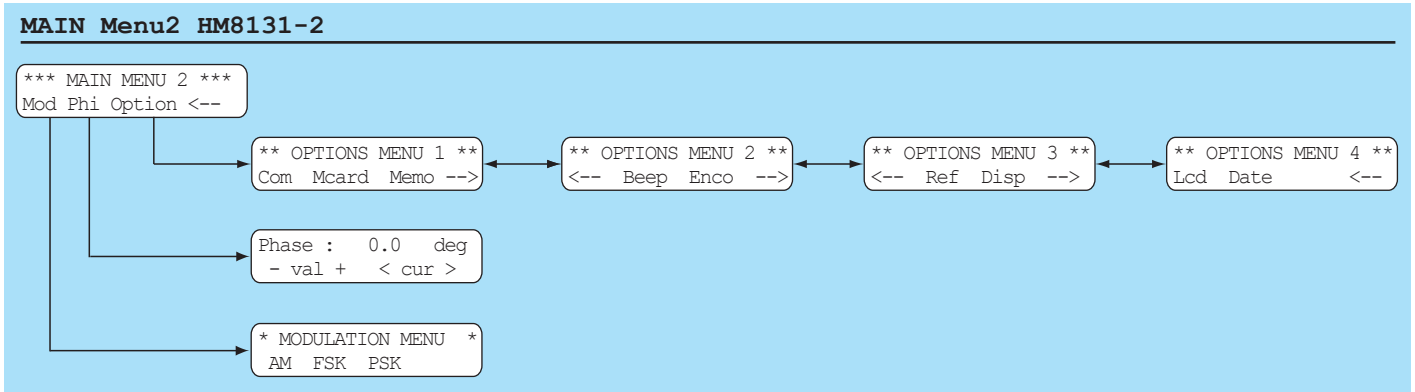 MAIN Menu2 HM8131-2
*** MAIN MENU 2 ***
Mod Phi Option <--
** OPTIONS MENU 1 **
Com Mcard Memo -->
** OPTIONS MENU 2 **
<-- Beep Enco -->
** OPTIONS MENU 3 **
<-- Ref Disp -->
** OPTIONS MENU 4 **
Lcd Date <--
Phase : 0.0 deg
- val + < cur >
* MODULATION MENU *
AM FSK PSK